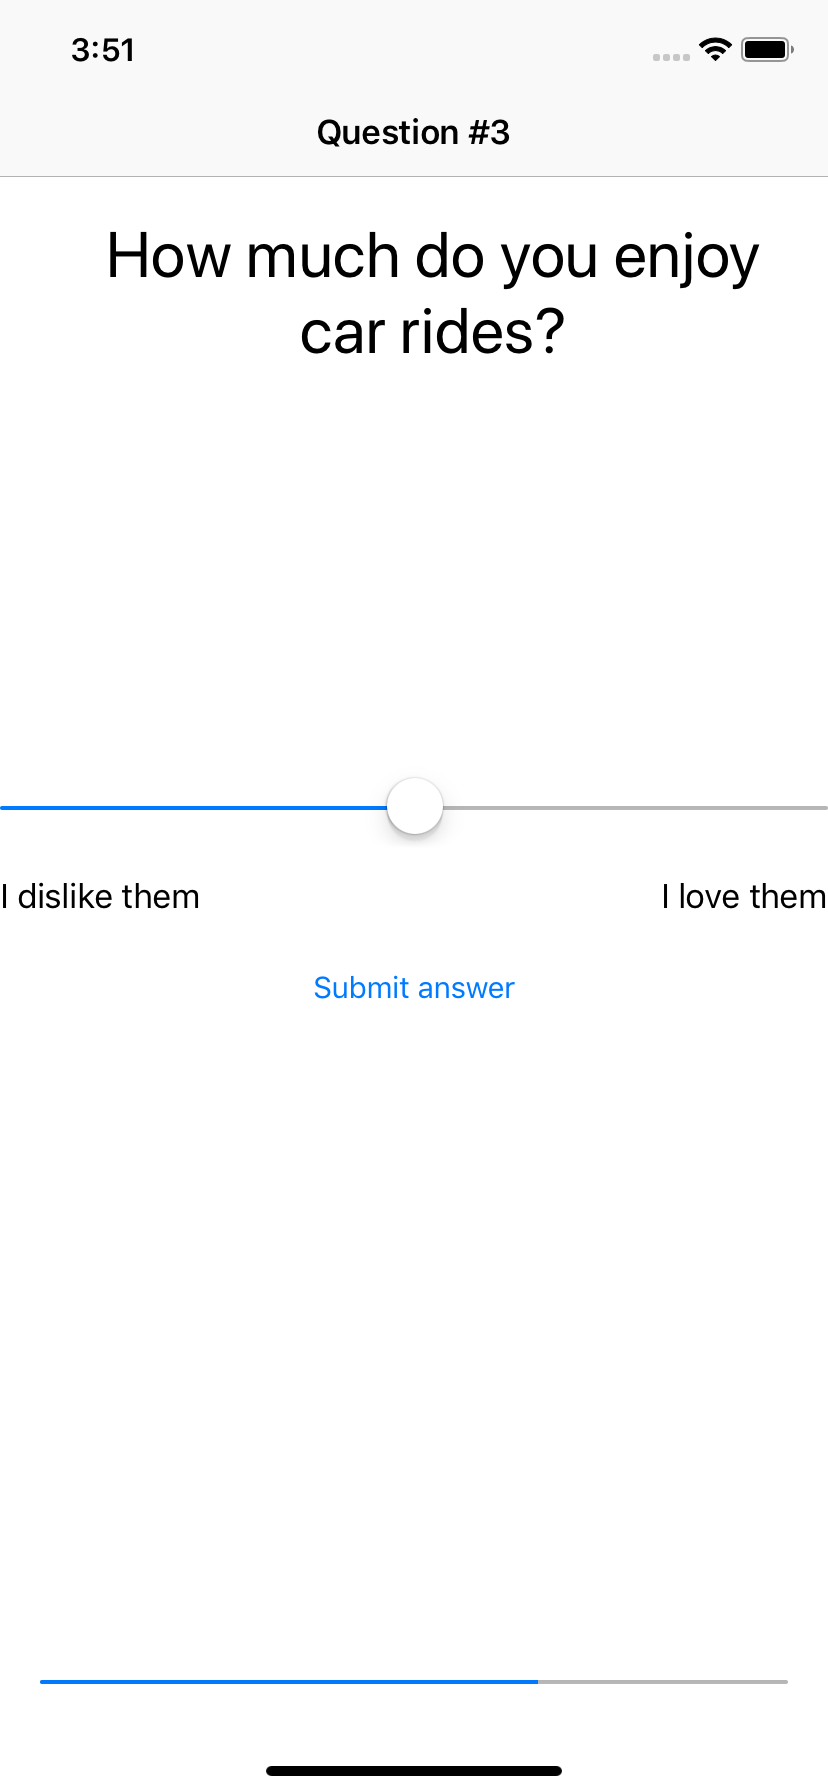 3:51
Question #3
How much do you enjoy
car rides?
I dislike them
I love them
Submit answer